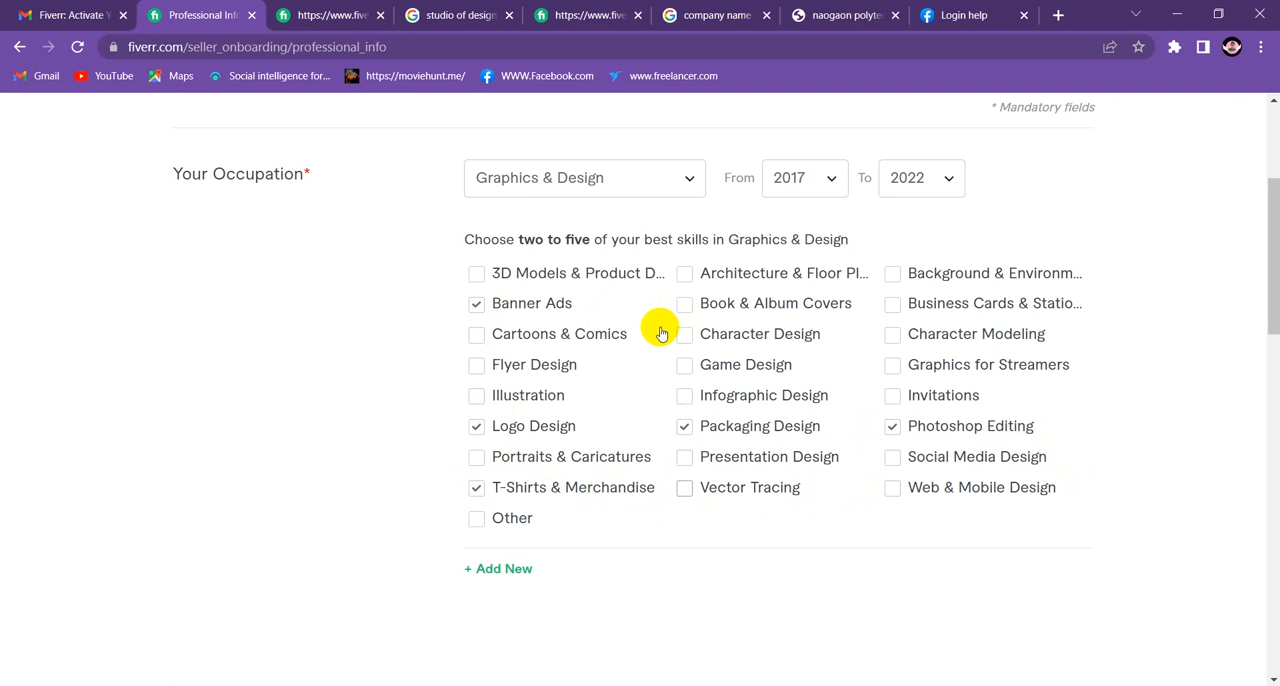 Fiverr: Activate Y
Professional Info
https://www.five
studio of design
https://www.five
company name
naogaon polyte
Login help
fiverr.com/seller_onboarding/professional_info
Gmail
YouTube
Maps
Social intelligence for...
https://moviehunt.me/
WWW.Facebook.com
www.freelancer.com
* Mandatory fields
Your Occupation*
Graphics & Design
From
2017
To
2022
Choose two to five of your best skills in Graphics & Design
3D Models & Product D...
Architecture & Floor Pl...
Background & Environm...
Banner Ads
Book & Album Covers
Business Cards & Statio...
Cartoons & Comics
Character Design
Character Modeling
Flyer Design
Game Design
Graphics for Streamers
Illustration
Infographic Design
Invitations
Logo Design
Packaging Design
Photoshop Editing
Portraits & Caricatures
Presentation Design
Social Media Design
T-Shirts & Merchandise
Vector Tracing
Web & Mobile Design
Other
+ Add New